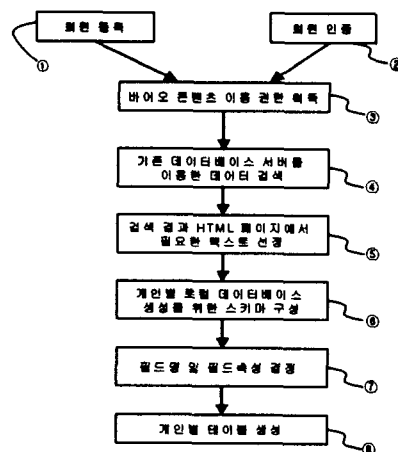 회원 등록
회원 인증
①
②
바이오 콘텐츠 이용 권한 획득
③
기존 데이터베이스 서버를
이용한 데이터 검색
④
검색 결과 HTML 페이지에서
필요한 텍스트 선정
⑤
개인별 로컬 데이터베이스
생성을 위한 스키마 구성
⑥
필드명 및 필드속성 결정
⑦
개인별 테이블 생성
⑧